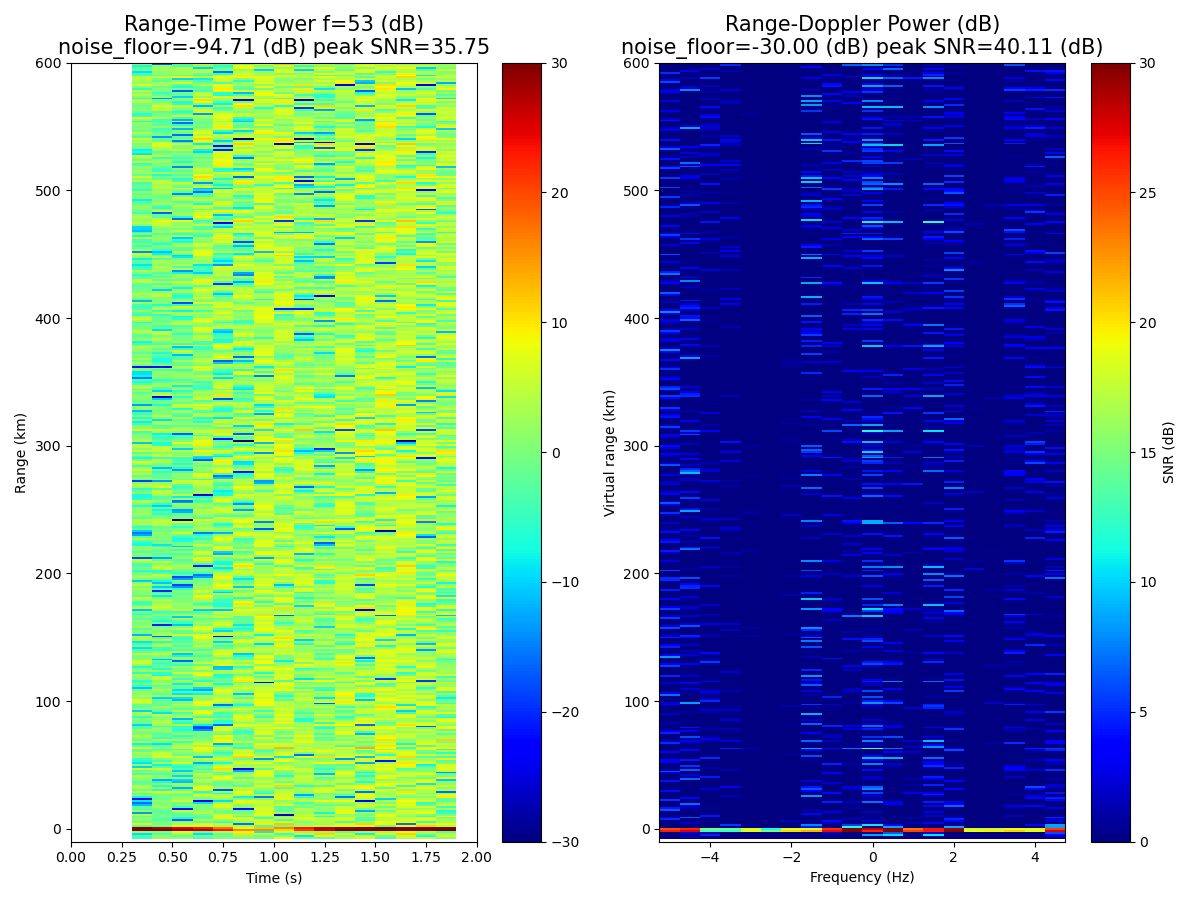 Range-Time Power f=53 (dB)
noise_floor=-94.71 (dB) peak SNR=35.75
Range (km)
600
500
400
300
200
100
0
0.00 0.25 0.50 0.75 1.00 1.25 1.50 1.75 2.00
Time (s)
30
20
10
0
−10
−20
−30
Range-Doppler Power (dB)
noise_floor=-30.00 (dB) peak SNR=40.11 (dB)
Virtual range (km)
600
500
400
300
200
100
0
−4 −2 0 2 4
Frequency (Hz)
30
25
20
15
10
5
0
SNR (dB)